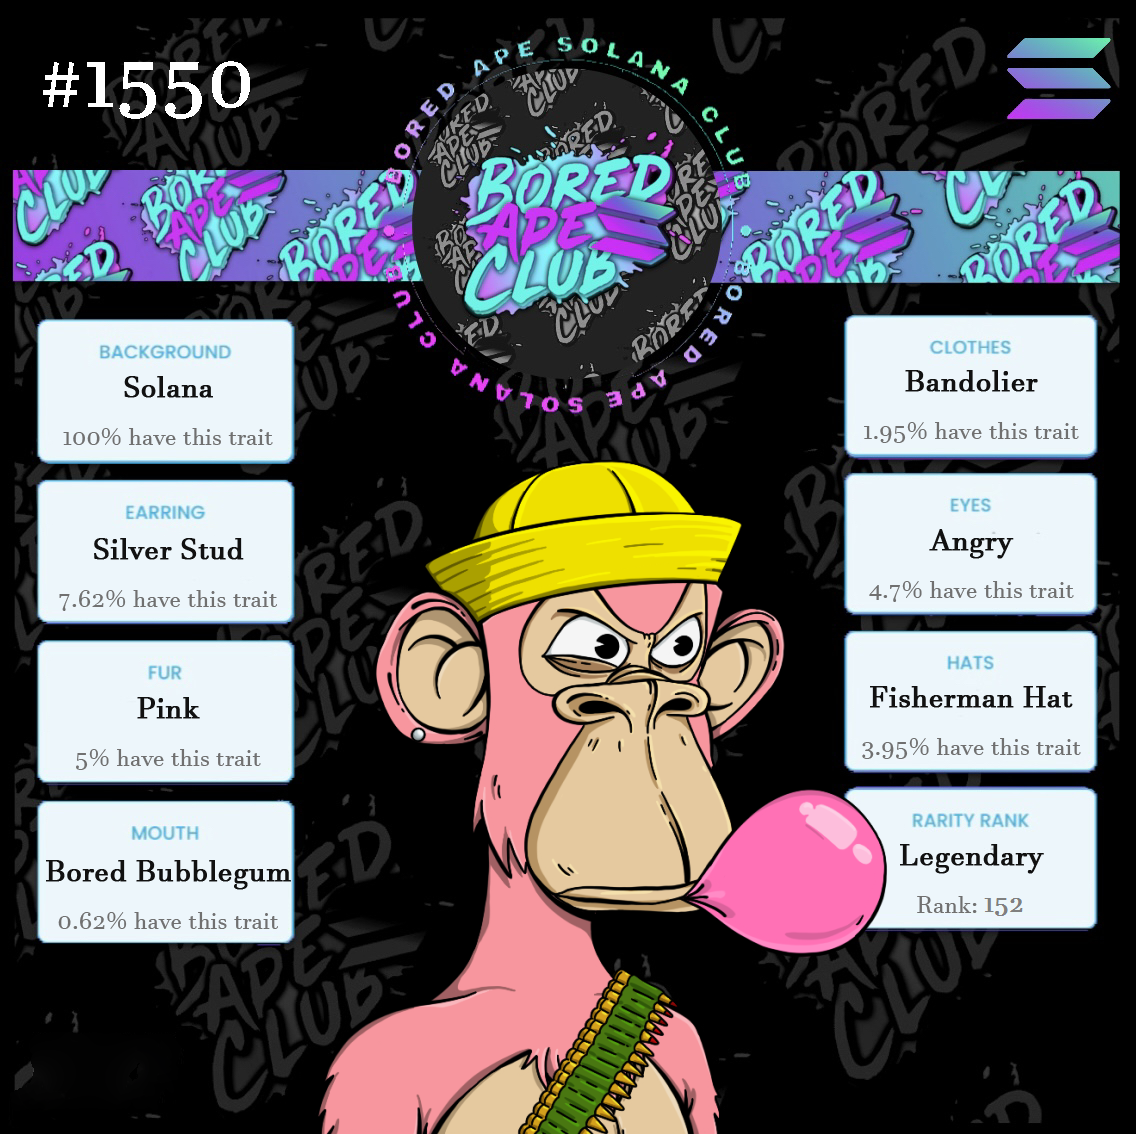 #1550
BORED APE SOLANA CLUB
BORED APE SOLANA CLUB
BORED
APE
CLUB
BACKGROUND
Solana
100% have this trait
EARRING
Silver Stud
7.62% have this trait
FUR
Pink
5% have this trait
MOUTH
Bored Bubblegum
0.62% have this trait
CLOTHES
Bandolier
1.95% have this trait
EYES
Angry
4.7% have this trait
HATS
Fisherman Hat
3.95% have this trait
RARITY RANK
Legendary
Rank: 152